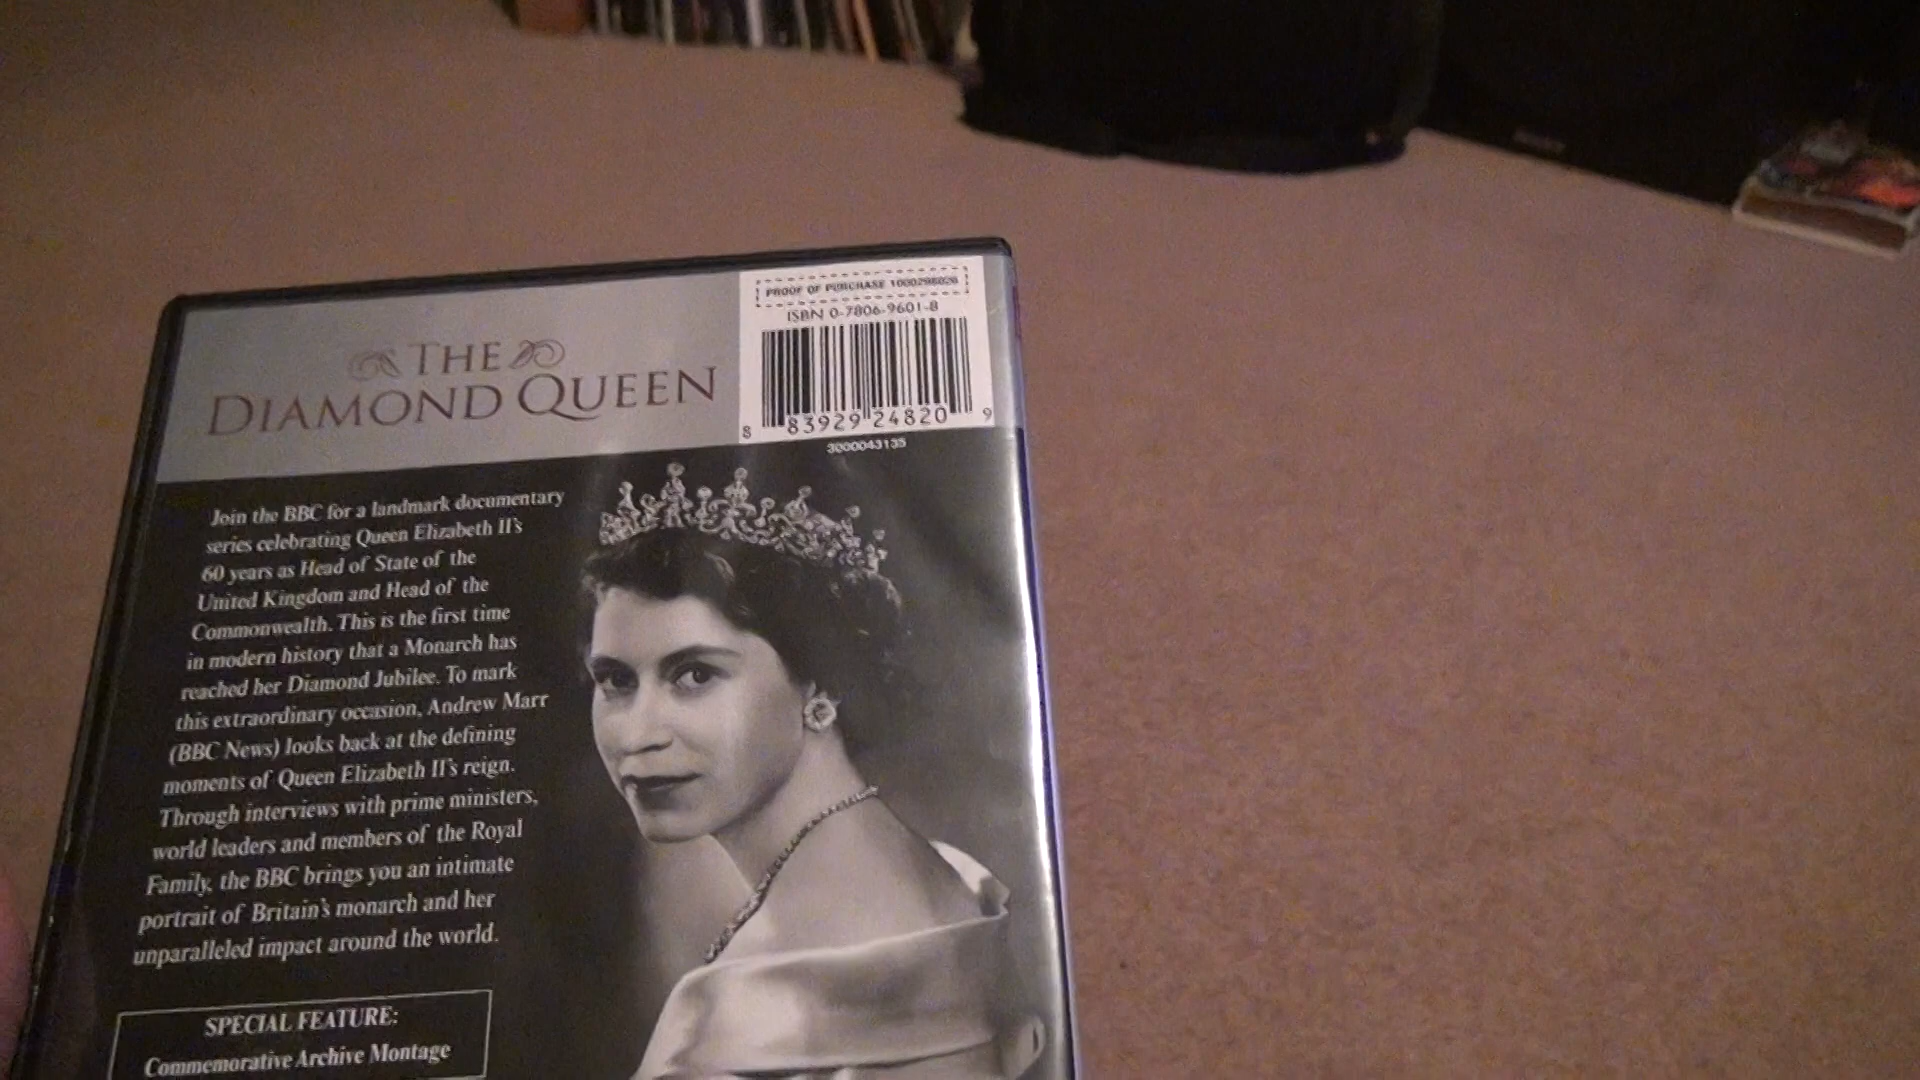 PROOF OF PURCHASE 1000298026
ISBN 0-7806-9601-8
THE
DIAMOND QUEEN
8 83929 24820 9
3000043135
Join the BBC for a landmark documentary
series celebrating Queen Elizabeth II's
60 years as Head of State of the
United Kingdom and Head of the
Commonwealth. This is the first time
in modern history that a Monarch has
reached her Diamond Jubilee. To mark
this extraordinary occasion, Andrew Marr
(BBC News) looks back at the defining
moments of Queen Elizabeth II's reign.
Through interviews with prime ministers,
world leaders and members of the Royal
Family, the BBC brings you an intimate
portrait of Britain's monarch and her
unparalleled impact around the world.
SPECIAL FEATURE:
Commemorative Archive Montage